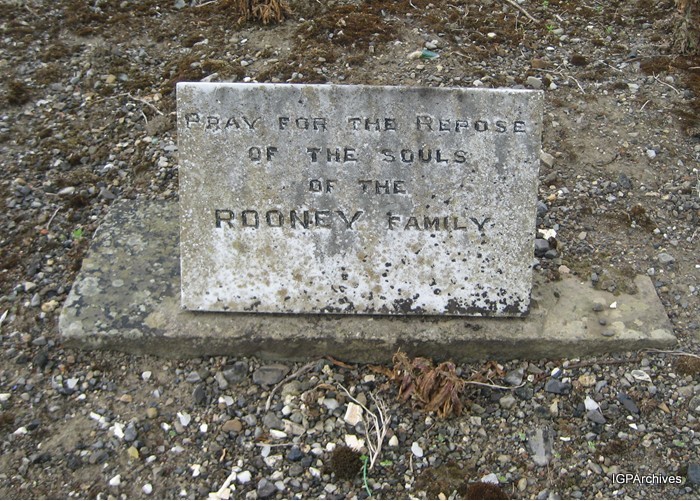 Pray for the Repose
of the souls
of the
ROONEY family.
IGPArchives